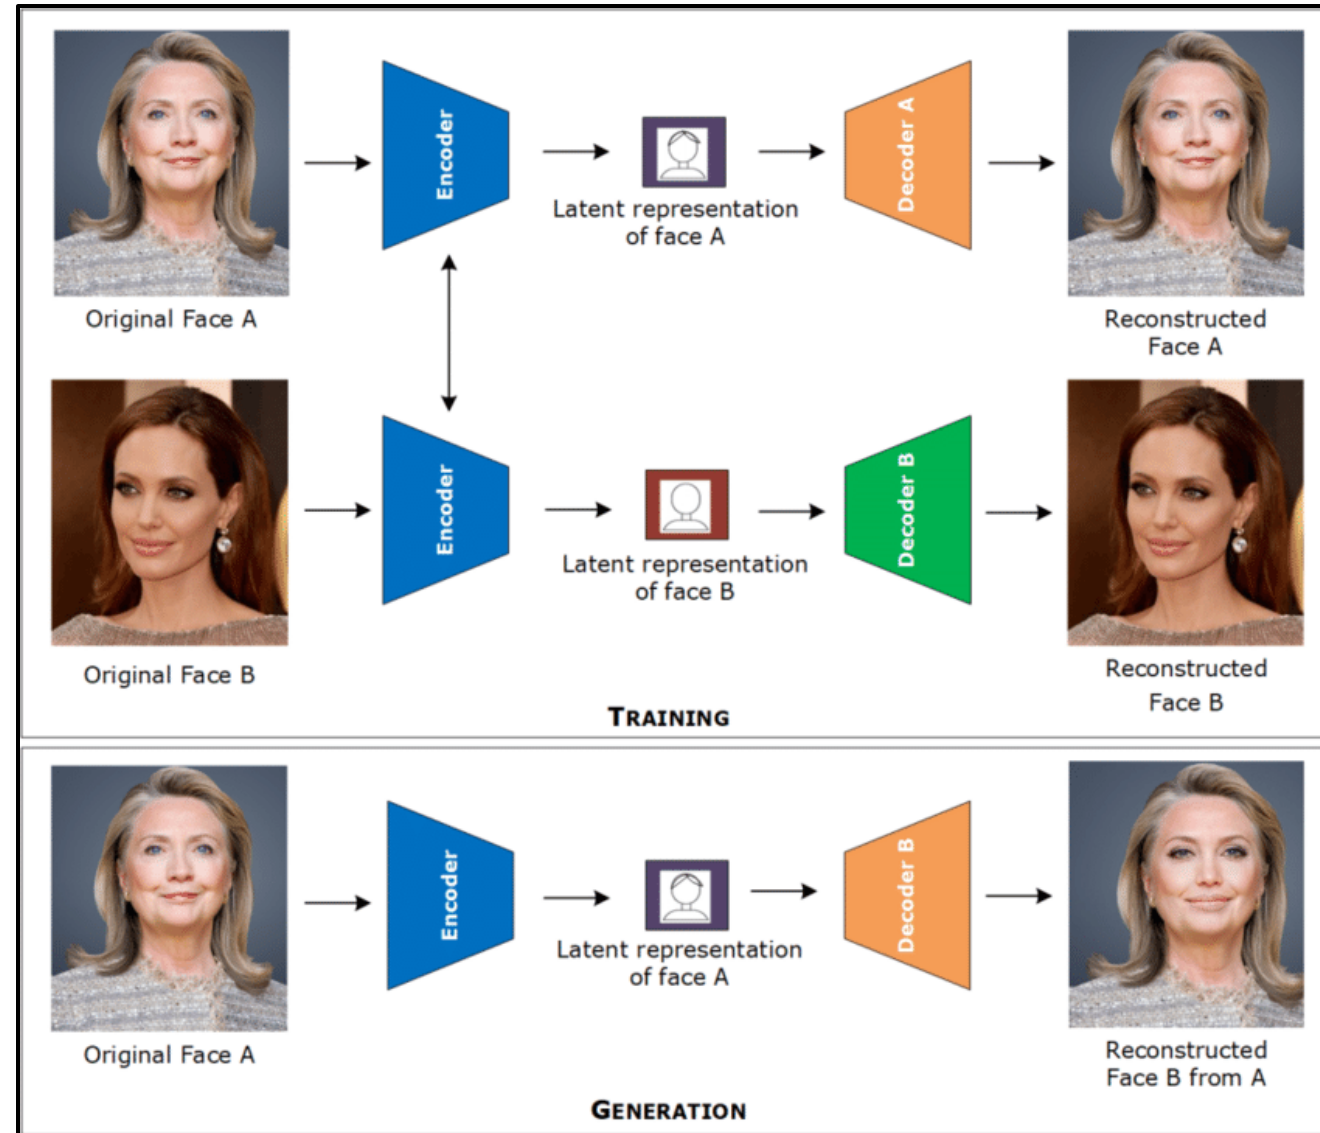 Encoder
Decoder A
Latent representation
of face A
Original Face A
Reconstructed
Face A
Encoder
Decoder B
Latent representation
of face B
Original Face B
Reconstructed
Face B
TRAINING
Encoder
Decoder B
Latent representation
of face A
Original Face A
Reconstructed
Face B from A
GENERATION